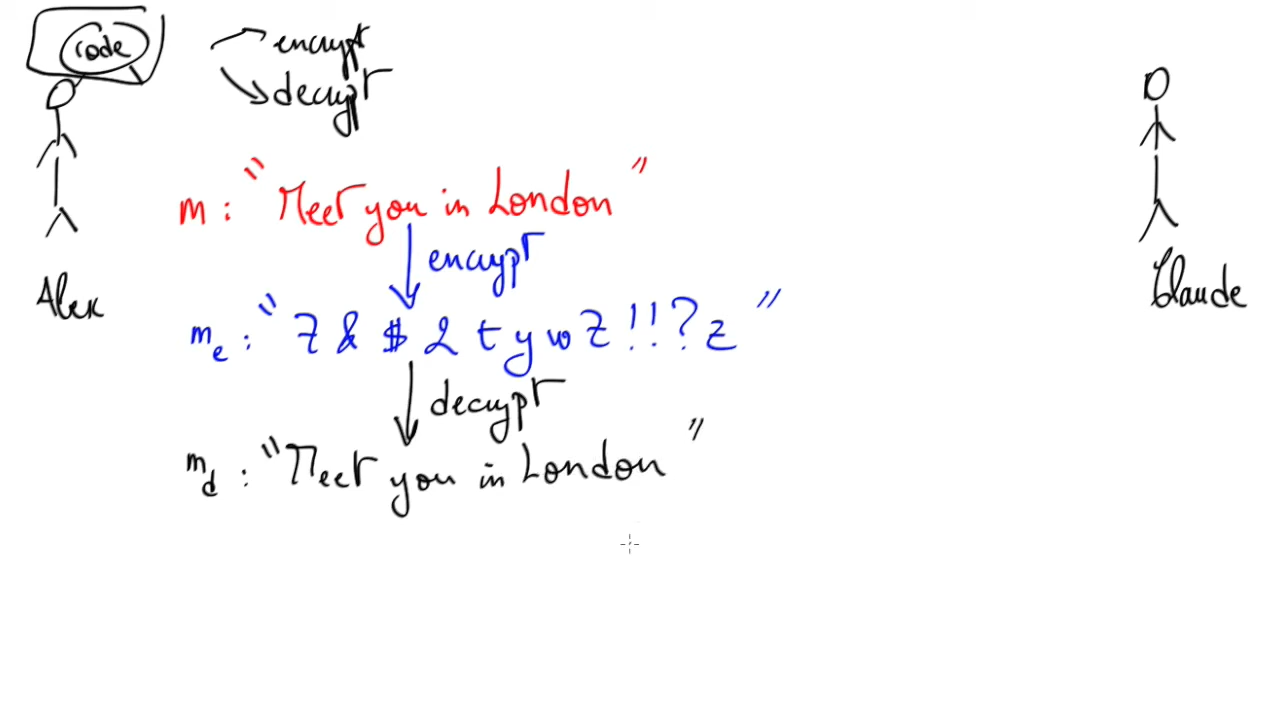 code
encrypt
decrypt
m : "Meet you in London"
encrypt
me : "7 & $ 2 t y w Z ! ! ? z"
decrypt
md : "Meet you in London"
Alex
Claude